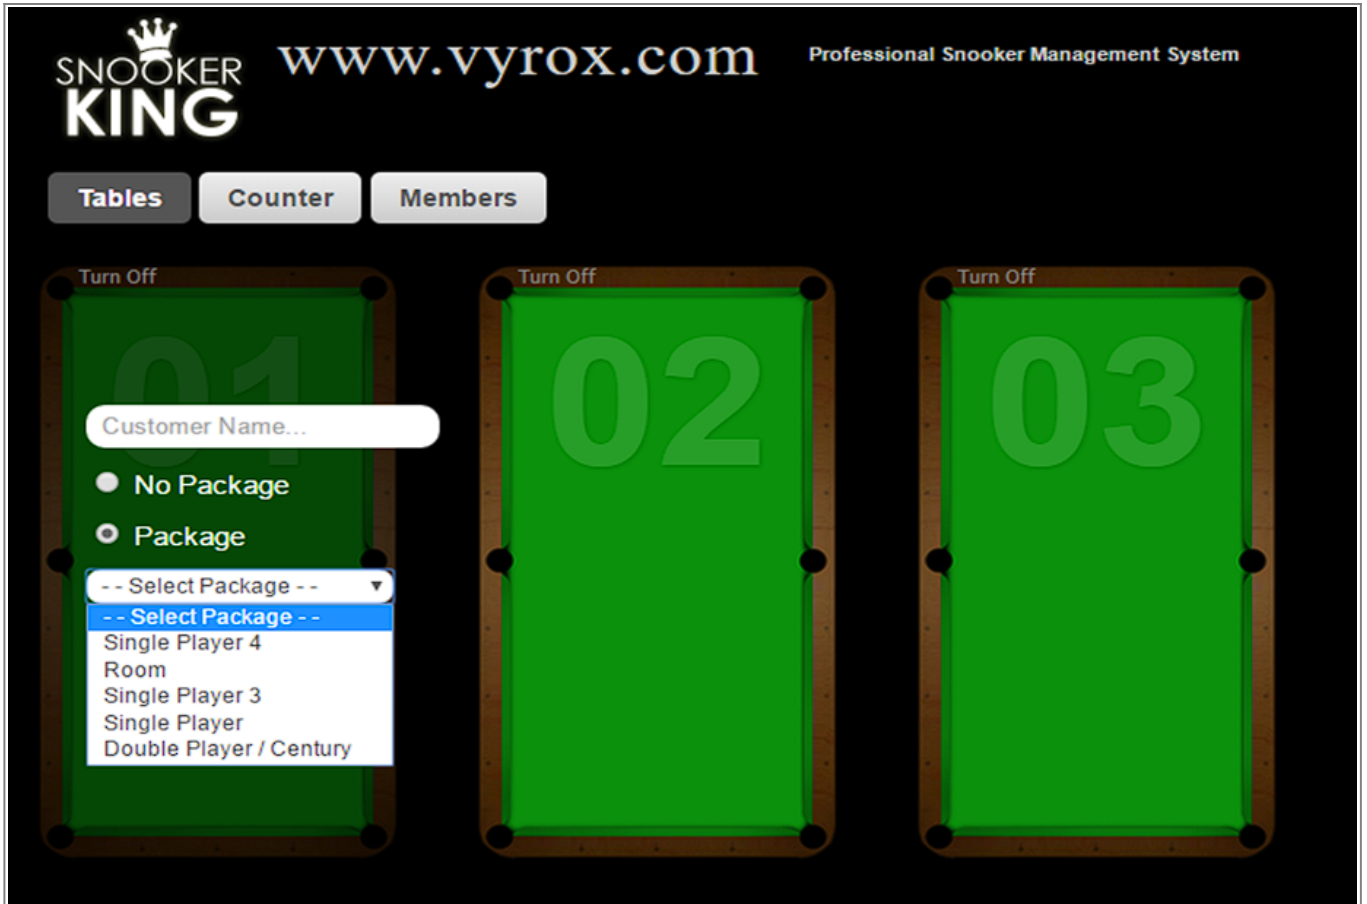 SNOOKER
KING
www.vyrox.com
Professional Snooker Management System
Tables
Counter
Members
Turn Off
Turn Off
Turn Off
01
02
03
Customer Name...
No Package
Package
- - Select Package - -
- - Select Package - -
Single Player 4
Room
Single Player 3
Single Player
Double Player / Century